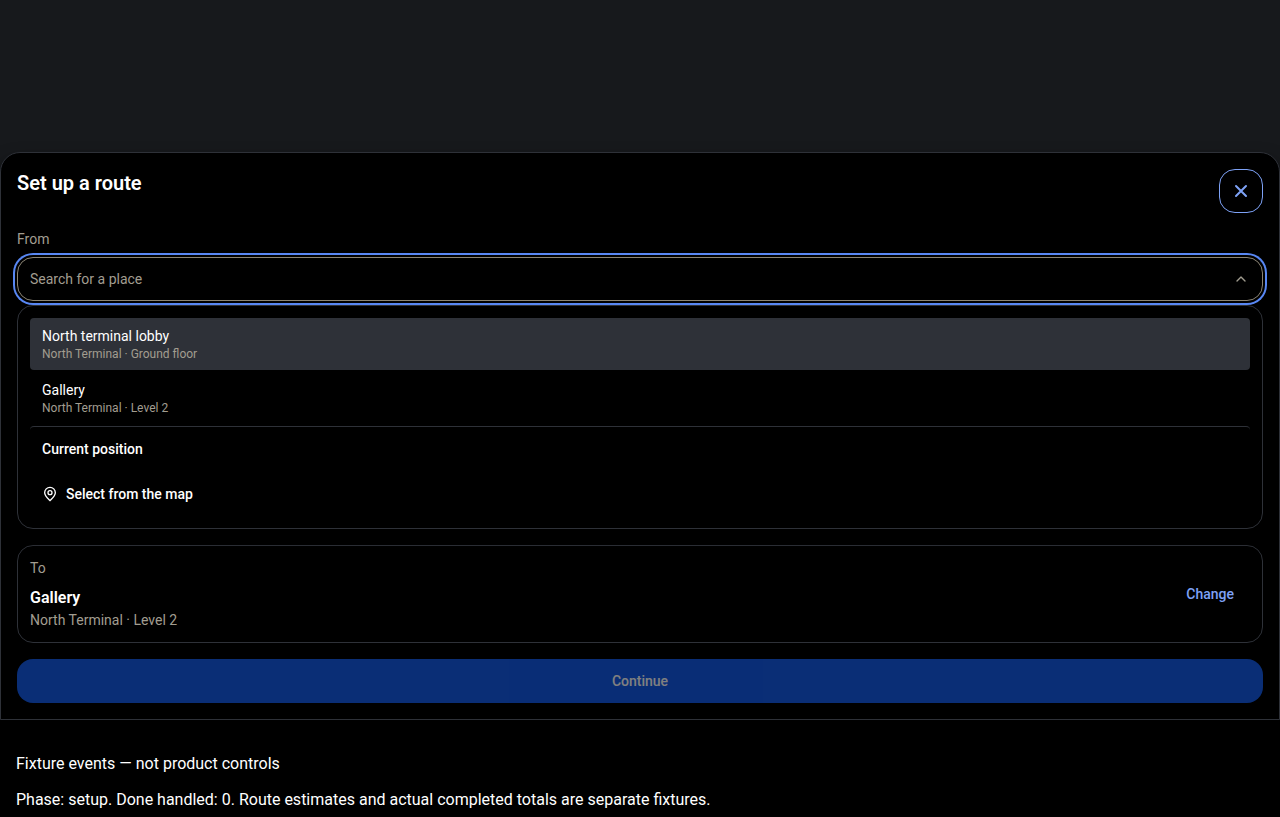 Set up a route
From
Search for a place
North terminal lobby
North Terminal · Ground floor
Gallery
North Terminal · Level 2
Current position
Select from the map
To
Gallery
North Terminal · Level 2
Change
Continue
Fixture events — not product controls
Phase: setup. Done handled: 0. Route estimates and actual completed totals are separate fixtures.